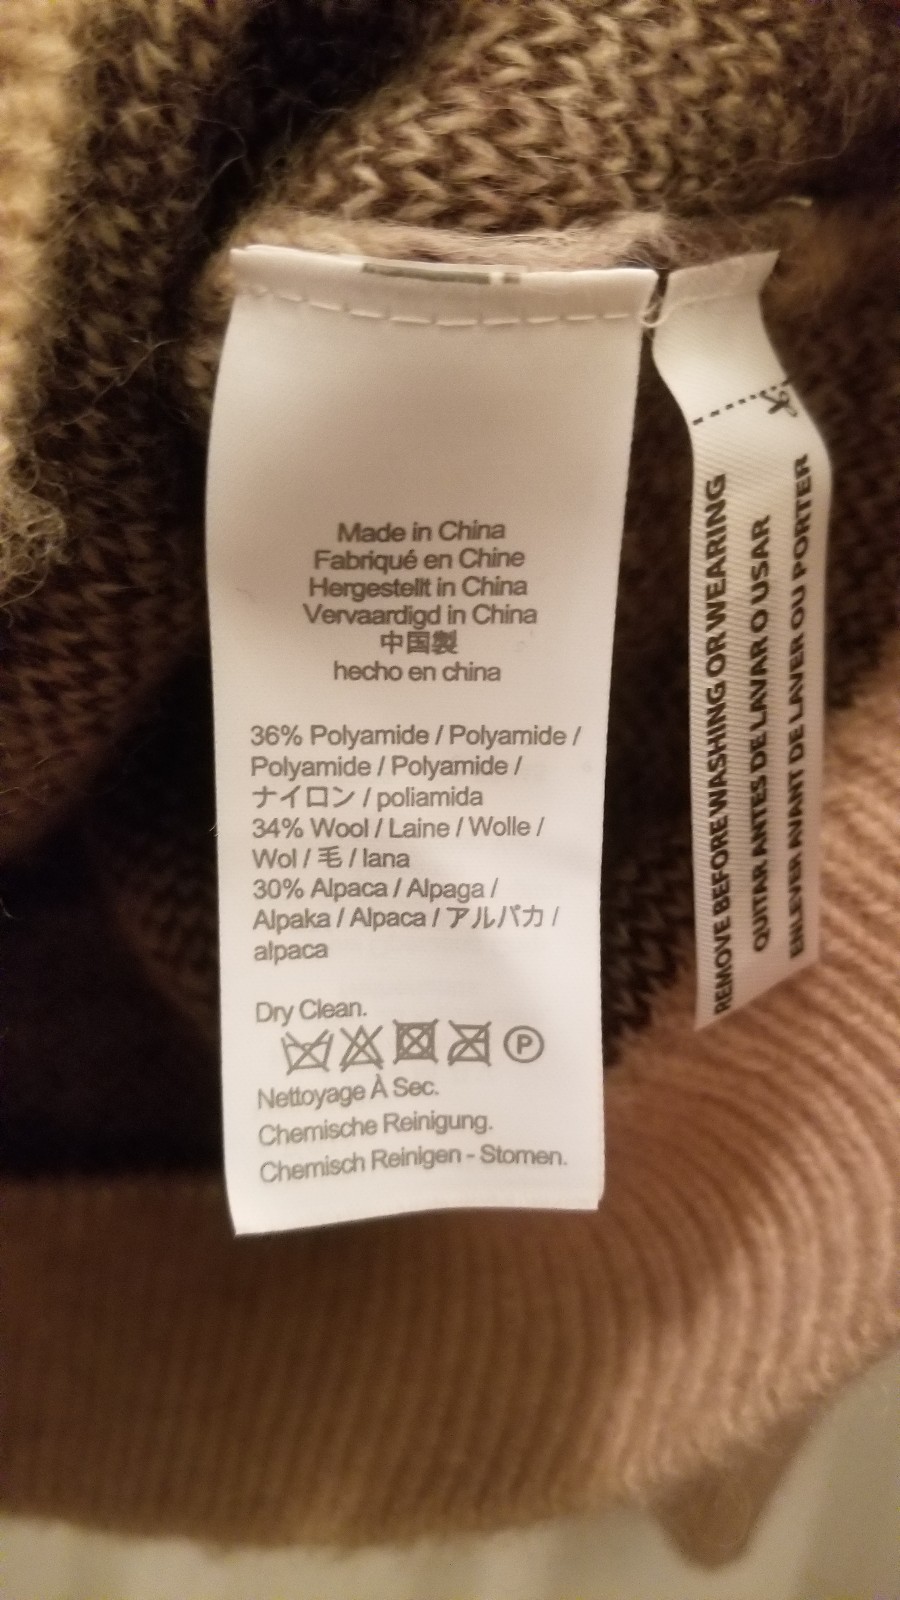 Made in China
Fabriqué en Chine
Hergestellt in China
Vervaardigd in China
中国製
hecho en china
36% Polyamide / Polyamide /
Polyamide / Polyamide /
ナイロン / poliamida
34% Wool / Laine / Wolle /
Wol / 毛 / lana
30% Alpaca / Alpaga /
Alpaka / Alpaca / アルパカ /
alpaca
Dry Clean.
P
Nettoyage À Sec.
Chemische Reinigung.
Chemisch Reinigen - Stomen.
REMOVE BEFORE WASHING OR WEARING
QUITAR ANTES DE LAVAR O USAR
ENLEVER AVANT DE LAVER OU PORTER